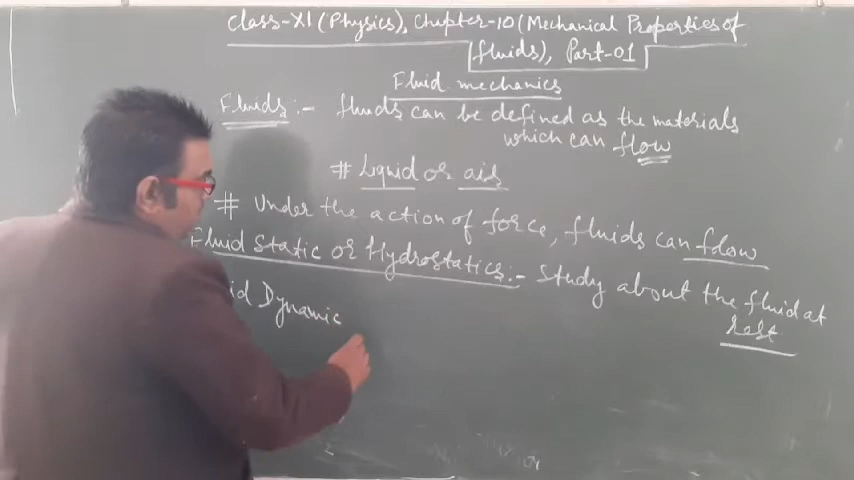 Class-XI (Physics), Chapter-10 (Mechanical Properties of
fluids), Part-01
Fluid mechanics
Fluids :- fluids can be defined as the materials
which can flow
# Liquid or air
# Under the action of force, fluids can flow
Fluid Static or Hydrostatics :- Study about the fluid at
rest
id Dynamic